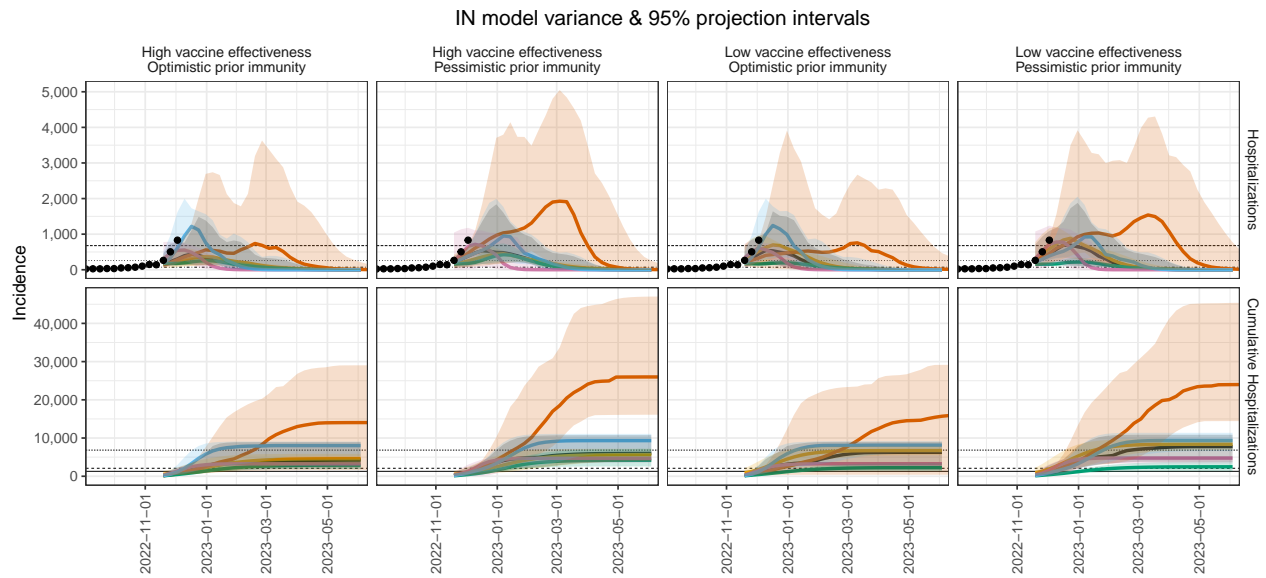 IN model variance & 95% projection intervals
High vaccine effectiveness
Optimistic prior immunity
High vaccine effectiveness
Pessimistic prior immunity
Low vaccine effectiveness
Optimistic prior immunity
Low vaccine effectiveness
Pessimistic prior immunity
Incidence
5,000
4,000
3,000
2,000
1,000
0
Hospitalizations
40,000
30,000
20,000
10,000
0
Cumulative Hospitalizations
2022−11−01
2023−01−01
2023−03−01
2023−05−01
2022−11−01
2023−01−01
2023−03−01
2023−05−01
2022−11−01
2023−01−01
2023−03−01
2023−05−01
2022−11−01
2023−01−01
2023−03−01
2023−05−01